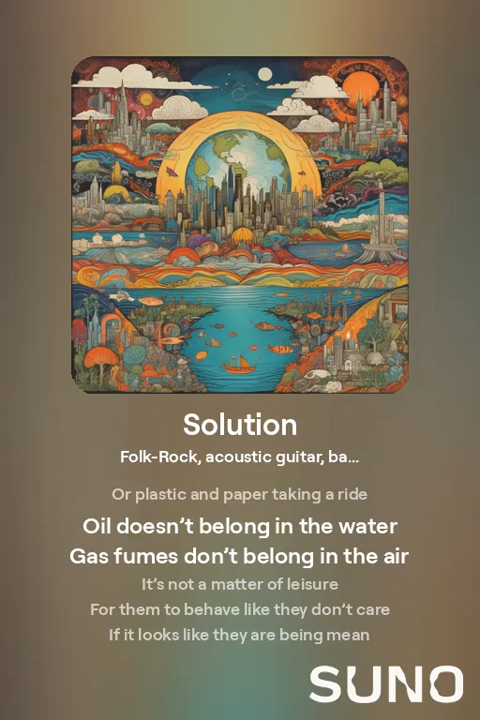 Solution
Folk-Rock, acoustic guitar, ba...
Or plastic and paper taking a ride
Oil doesn’t belong in the water
Gas fumes don’t belong in the air
It’s not a matter of leisure
For them to behave like they don’t care
If it looks like they are being mean
SUNO